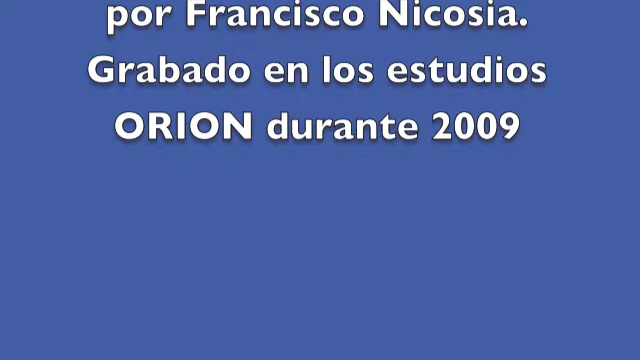 por Francisco Nicosia.
Grabado en los estudios
ORION durante 2009